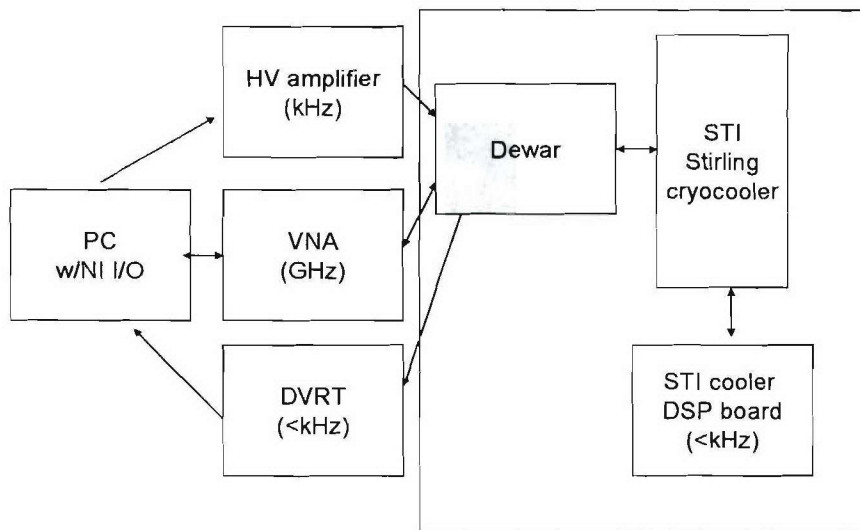 HV amplifier
(kHz)
PC
w/NI I/O
VNA
(GHz)
DVRT
(<kHz)
Dewar
STI
Stirling
cryocooler
STI cooler
DSP board
(<kHz)